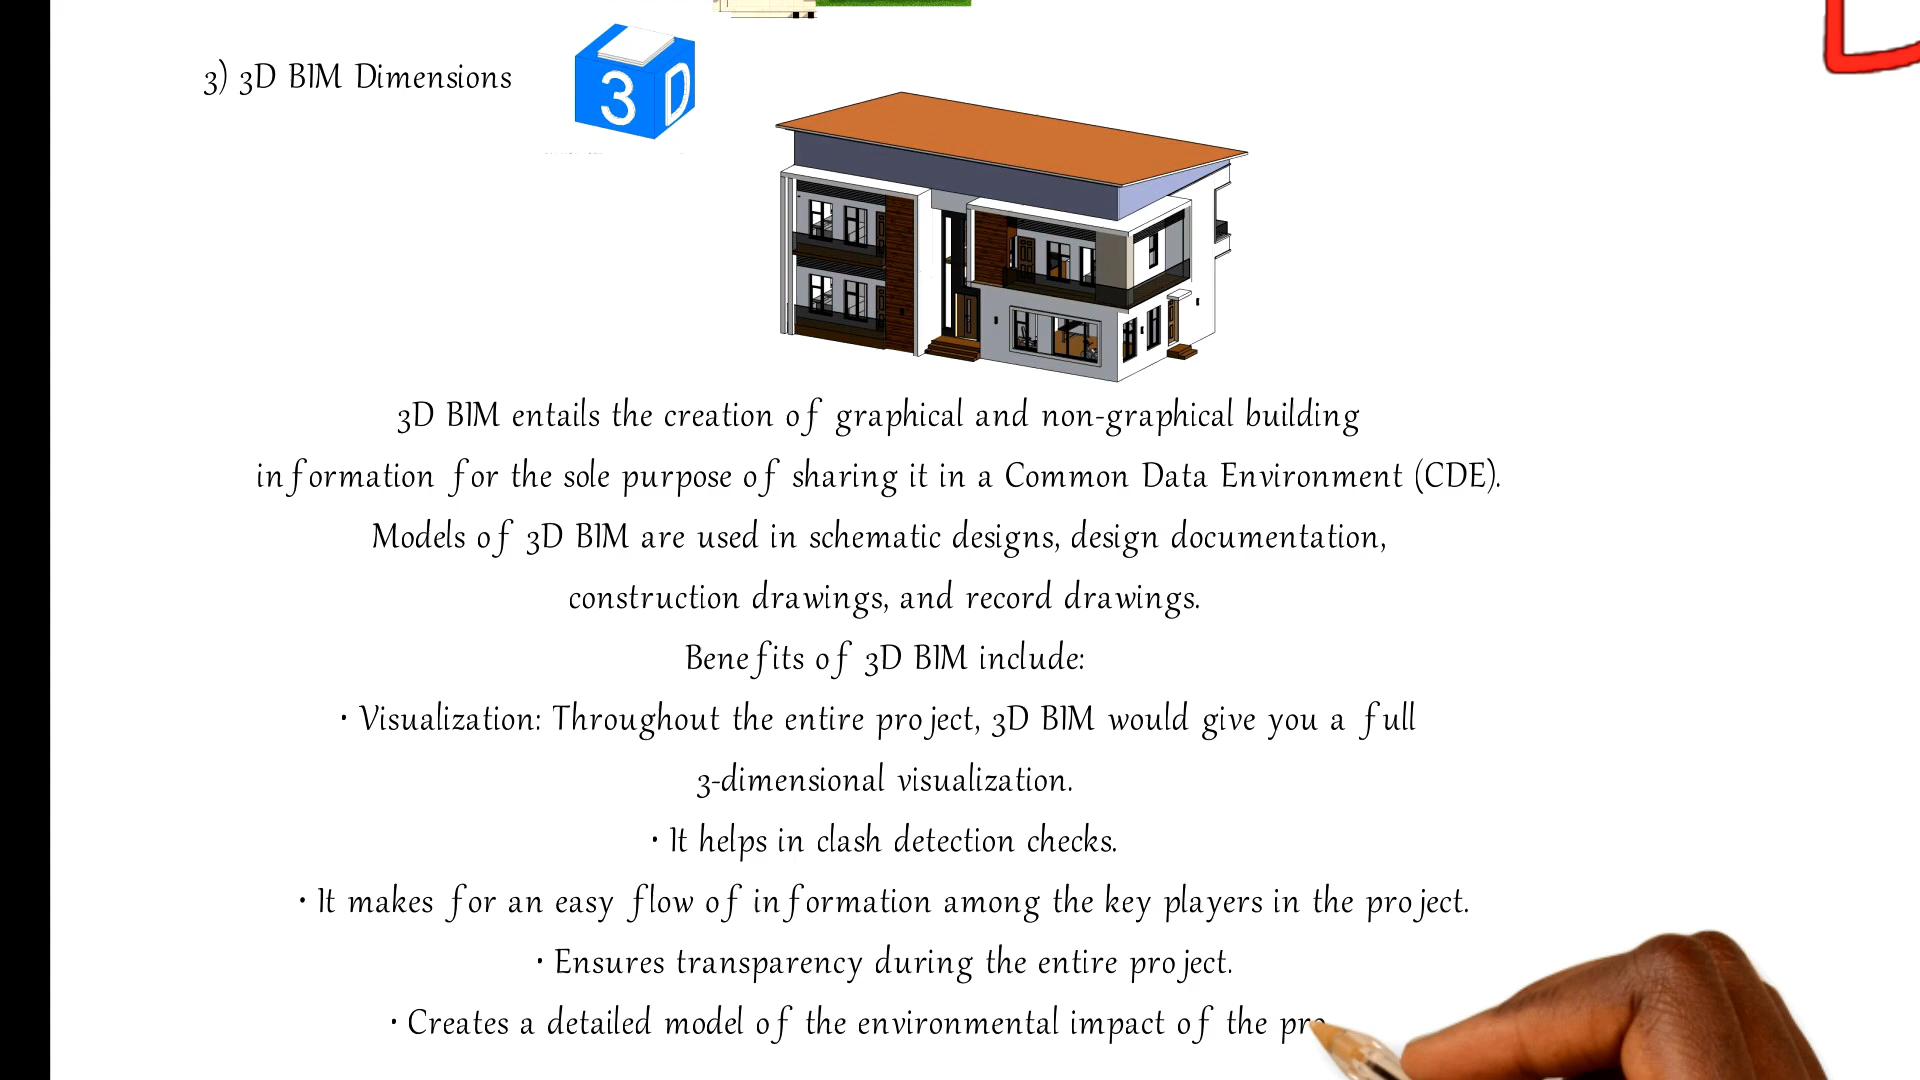 3) 3D BIM Dimensions
3 D
3D BIM entails the creation of graphical and non-graphical building
information for the sole purpose of sharing it in a Common Data Environment (CDE).
Models of 3D BIM are used in schematic designs, design documentation,
construction drawings, and record drawings.
Benefits of 3D BIM include:
• Visualization: Throughout the entire project, 3D BIM would give you a full
3-dimensional visualization.
• It helps in clash detection checks.
• It makes for an easy flow of information among the key players in the project.
• Ensures transparency during the entire project.
• Creates a detailed model of the environmental impact of the pro